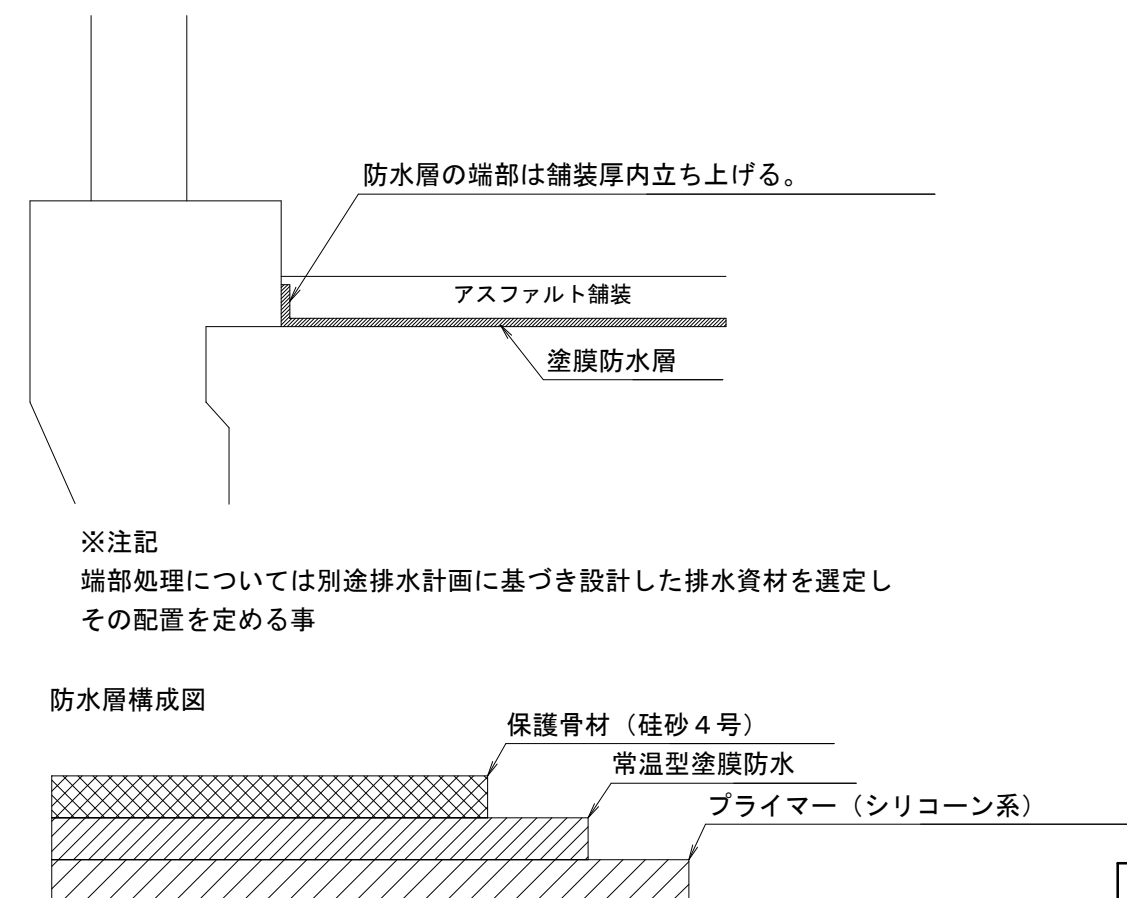 防水層の端部は舗装厚内立ち上げる。
アスファルト舗装
塗膜防水層
※注記
端部処理については別途排水計画に基づき設計した排水資材を選定し
その配置を定める事
防水層構成図
保護骨材（硅砂４号）
常温型塗膜防水
プライマー（シリコーン系）